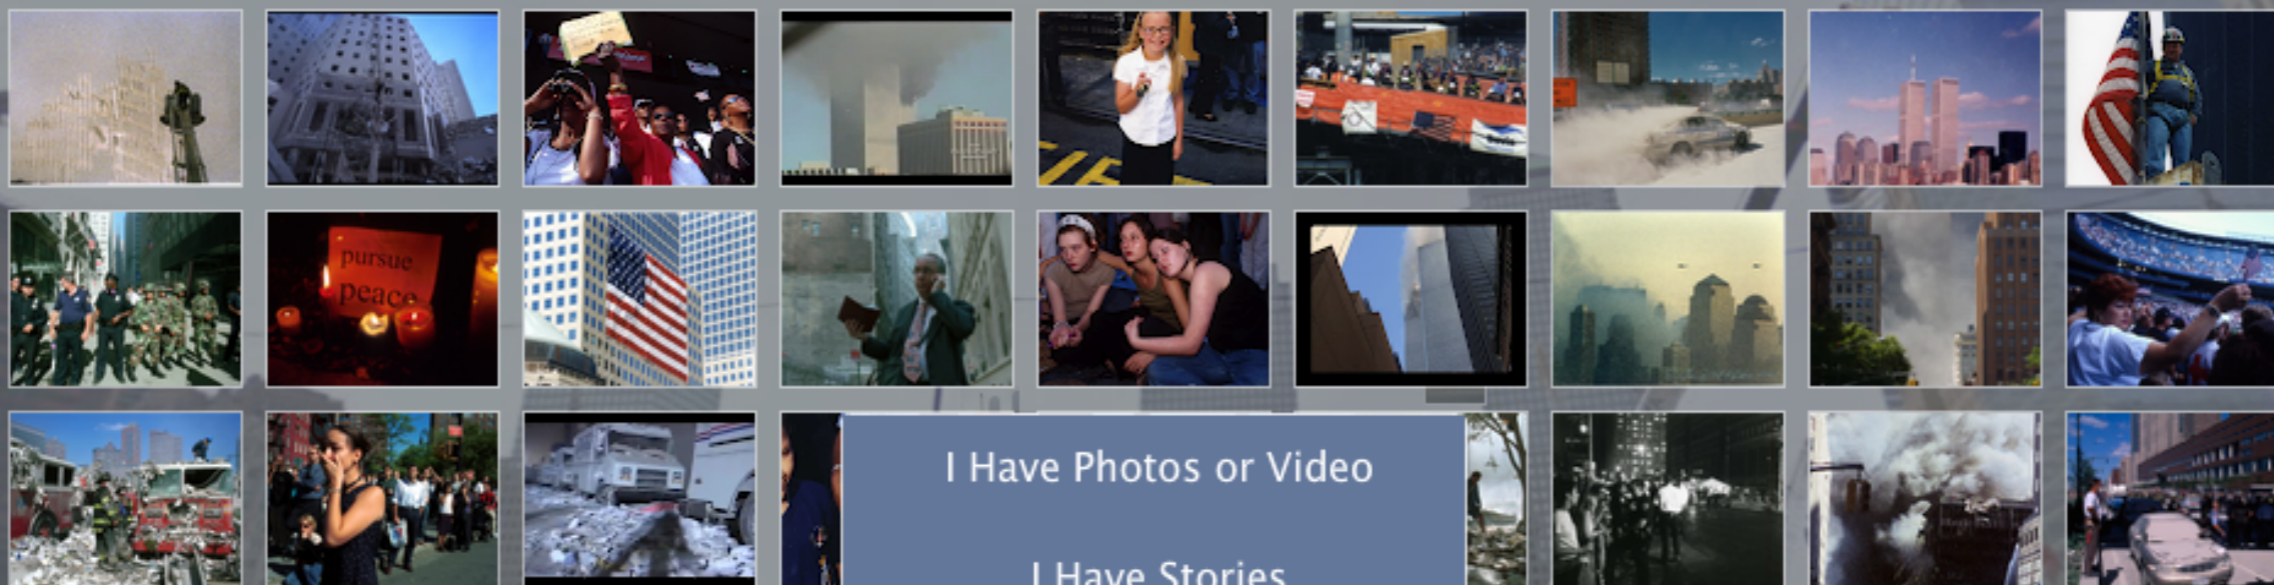 pursue
peace
I Have Photos or Video
I Have Stories